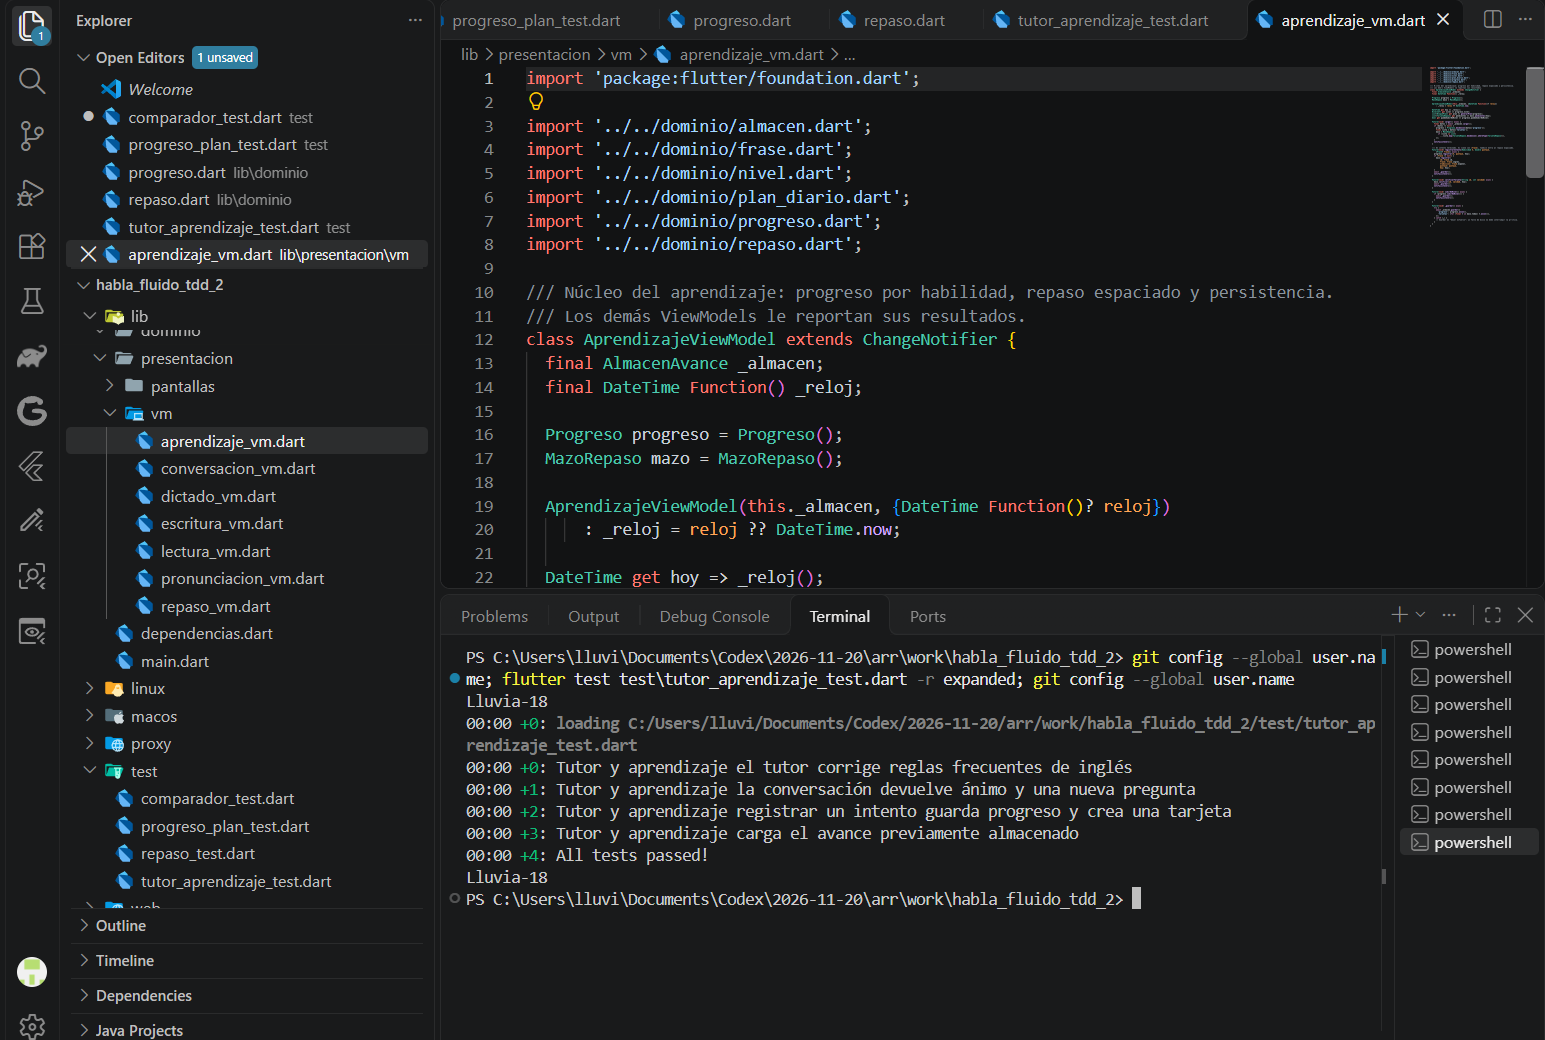 Explorer
Open Editors 1 unsaved
Welcome
comparador_test.dart test
progreso_plan_test.dart test
progreso.dart lib\dominio
repaso.dart lib\dominio
tutor_aprendizaje_test.dart test
aprendizaje_vm.dart lib\presentacion\vm
habla_fluido_tdd_2
lib
dominio
presentacion
pantallas
vm
aprendizaje_vm.dart
conversacion_vm.dart
dictado_vm.dart
escritura_vm.dart
lectura_vm.dart
pronunciacion_vm.dart
repaso_vm.dart
dependencias.dart
main.dart
linux
macos
proxy
test
comparador_test.dart
progreso_plan_test.dart
repaso_test.dart
tutor_aprendizaje_test.dart
web
Outline
Timeline
Dependencies
Java Projects
1
progreso_plan_test.dart progreso.dart repaso.dart tutor_aprendizaje_test.dart aprendizaje_vm.dart
lib > presentacion > vm > aprendizaje_vm.dart > ...
1 import 'package:flutter/foundation.dart';
2
3 import '../../dominio/almacen.dart';
4 import '../../dominio/frase.dart';
5 import '../../dominio/nivel.dart';
6 import '../../dominio/plan_diario.dart';
7 import '../../dominio/progreso.dart';
8 import '../../dominio/repaso.dart';
9
10 /// Núcleo del aprendizaje: progreso por habilidad, repaso espaciado y persistencia.
11 /// Los demás ViewModels le reportan sus resultados.
12 class AprendizajeViewModel extends ChangeNotifier {
13 final AlmacenAvance _almacen;
14 final DateTime Function() _reloj;
15
16 Progreso progreso = Progreso();
17 MazoRepaso mazo = MazoRepaso();
18
19 AprendizajeViewModel(this._almacen, {DateTime Function()? reloj})
20 : _reloj = reloj ?? DateTime.now;
21
22 DateTime get hoy => _reloj();
Problems Output Debug Console Terminal Ports
PS C:\Users\lluvi\Documents\Codex\2026-11-20\arr\work\habla_fluido_tdd_2> git config --global user.na
me; flutter test test\tutor_aprendizaje_test.dart -r expanded; git config --global user.name
Lluvia-18
00:00 +0: loading C:/Users/lluvi/Documents/Codex/2026-11-20/arr/work/habla_fluido_tdd_2/test/tutor_ap
rendizaje_test.dart
00:00 +0: Tutor y aprendizaje el tutor corrige reglas frecuentes de inglés
00:00 +1: Tutor y aprendizaje la conversación devuelve ánimo y una nueva pregunta
00:00 +2: Tutor y aprendizaje registrar un intento guarda progreso y crea una tarjeta
00:00 +3: Tutor y aprendizaje carga el avance previamente almacenado
00:00 +4: All tests passed!
Lluvia-18
PS C:\Users\lluvi\Documents\Codex\2026-11-20\arr\work\habla_fluido_tdd_2>
powershell
powershell
powershell
powershell
powershell
powershell
powershell
powershell